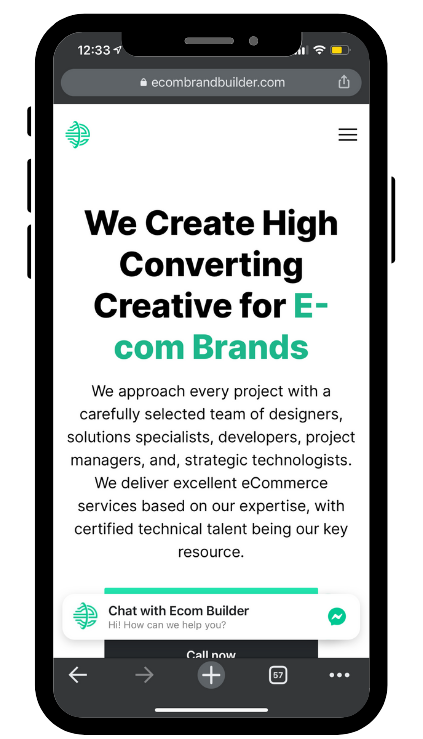 12:33
ecombrandbuilder.com
We Create High
Converting
Creative for E-
com Brands
We approach every project with a
carefully selected team of designers,
solutions specialists, developers, project
managers, and, strategic technologists.
We deliver excellent eCommerce
services based on our expertise, with
certified technical talent being our key
resource.
Chat with Ecom Builder
Hi! How can we help you?
Call now
57